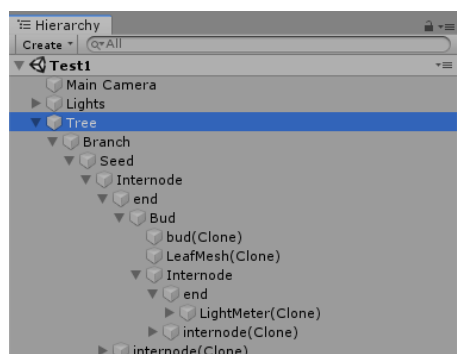 Hierarchy
Create All
Test1
Main Camera
Lights
Tree
Branch
Seed
Internode
end
Bud
bud(Clone)
LeafMesh(Clone)
Internode
end
LightMeter(Clone)
internode(Clone)
internode(Clone)